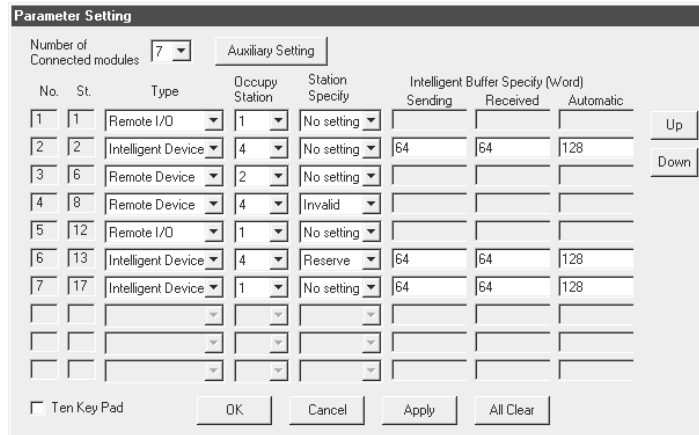 Parameter Setting
Number of
Connected modules 7 Auxiliary Setting
No. St. Type Occupy Station Station Specify Intelligent Buffer Specify (Word)
Sending Received Automatic
1 1 Remote I/O 1 No setting Up
2 2 Intelligent Device 4 No setting 64 64 128
Down
3 6 Remote Device 2 No setting
4 8 Remote Device 4 Invalid
5 12 Remote I/O 1 No setting
6 13 Intelligent Device 4 Reserve 64 64 128
7 17 Intelligent Device 1 No setting 64 64 128
Ten Key Pad OK Cancel Apply All Clear